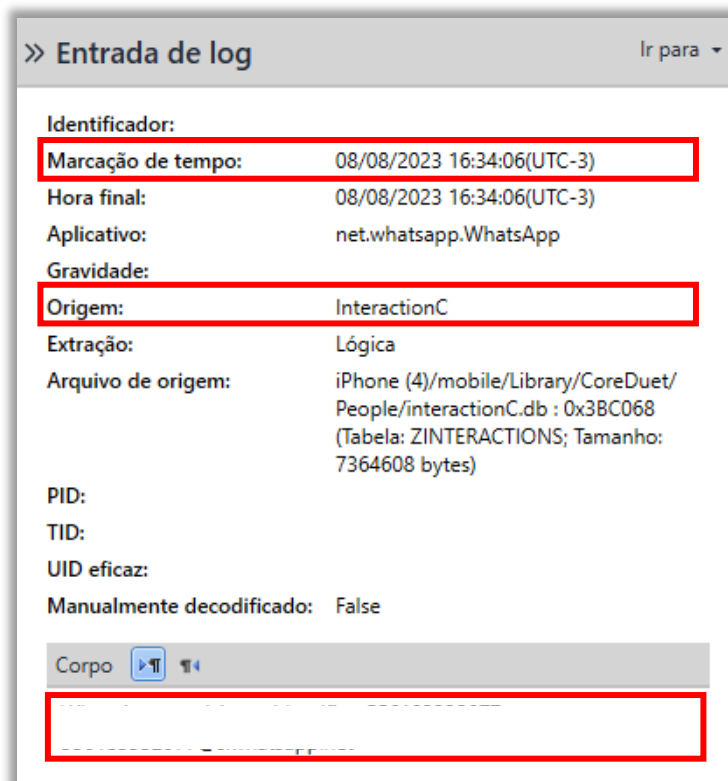 » Entrada de log Ir para
Identificador:
Marcação de tempo: 08/08/2023 16:34:06(UTC-3)
Hora final: 08/08/2023 16:34:06(UTC-3)
Aplicativo: net.whatsapp.WhatsApp
Gravidade:
Origem: InteractionC
Extração: Lógica
Arquivo de origem: iPhone (4)/mobile/Library/CoreDuet/
People/interactionC.db : 0x3BC068
(Tabela: ZINTERACTIONS; Tamanho:
7364608 bytes)
PID:
TID:
UID eficaz:
Manualmente decodificado: False
Corpo